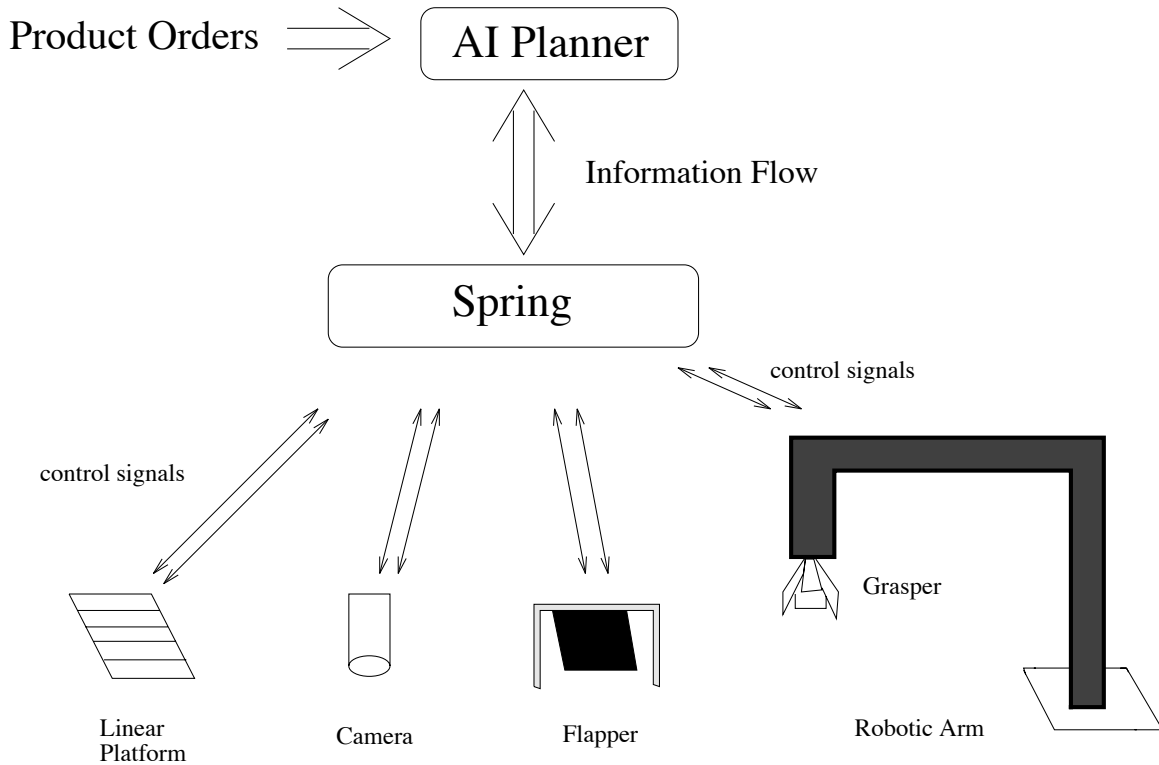 Product Orders
AI Planner
Information Flow
Spring
control signals
control signals
Grasper
Linear
Platform
Camera
Flapper
Robotic Arm